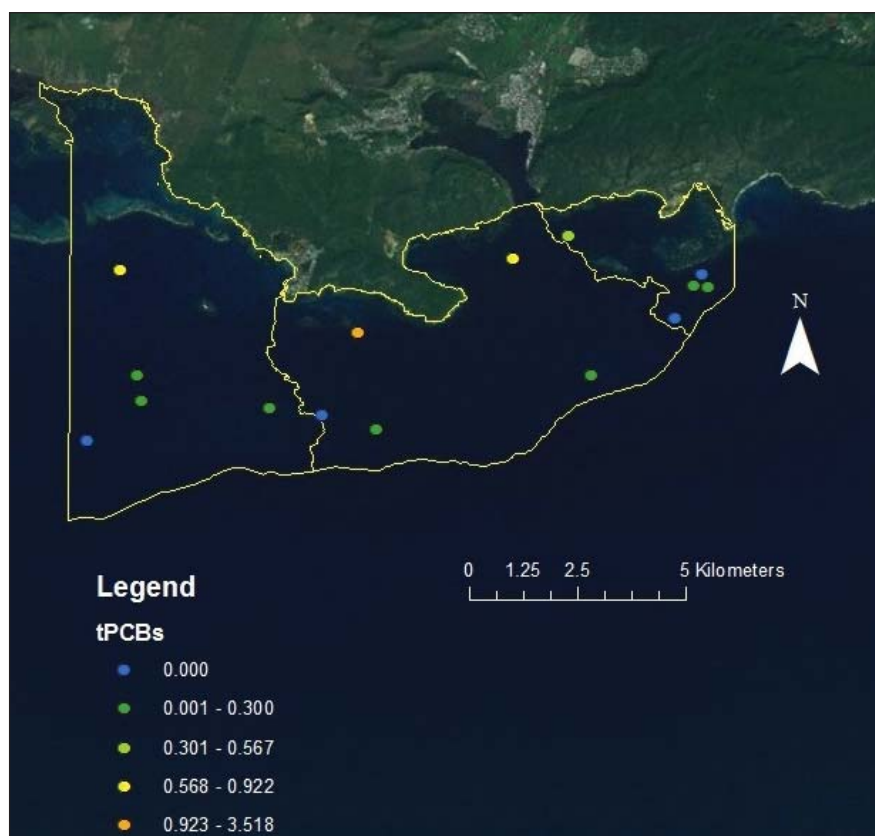 N
0 1.25 2.5 5 Kilometers
Legend
tPCBs
0.000
0.001 - 0.300
0.301 - 0.567
0.568 - 0.922
0.923 - 3.518